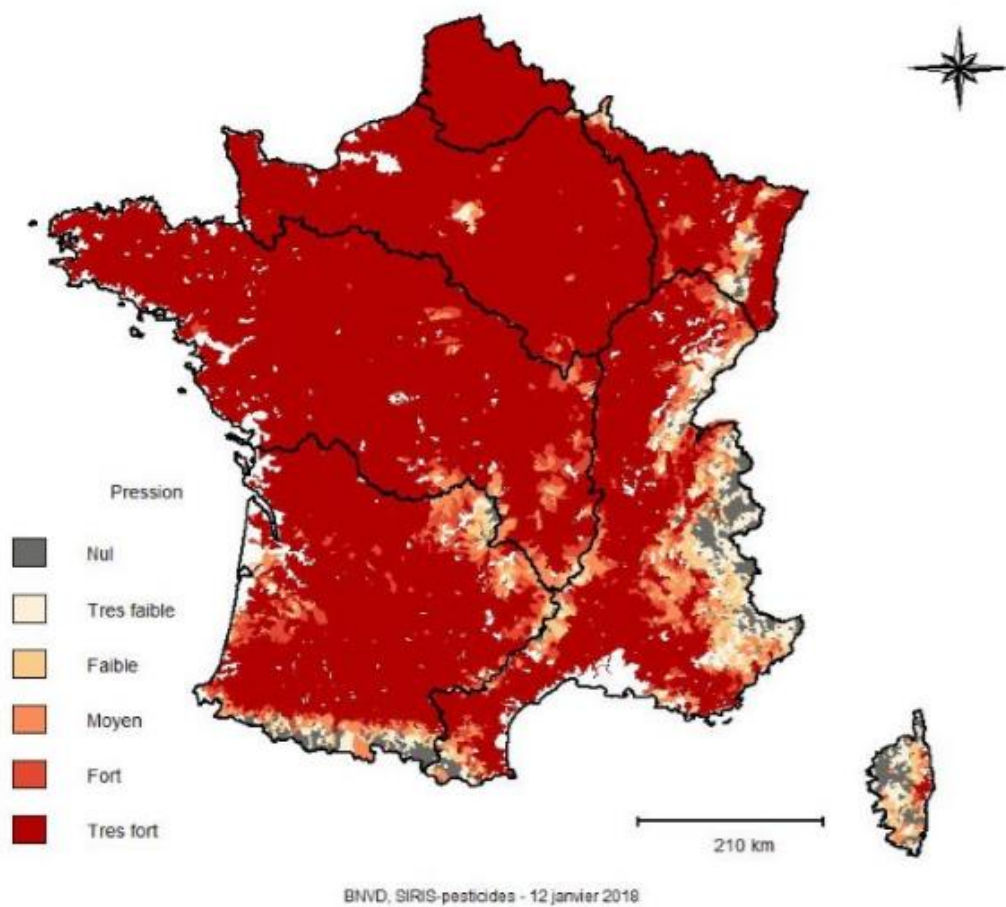 Pression
Nul
Tres faible
Faible
Moyen
Fort
Tres fort
210 km
BNVD, SIRIS-pesticides - 12 janvier 2018